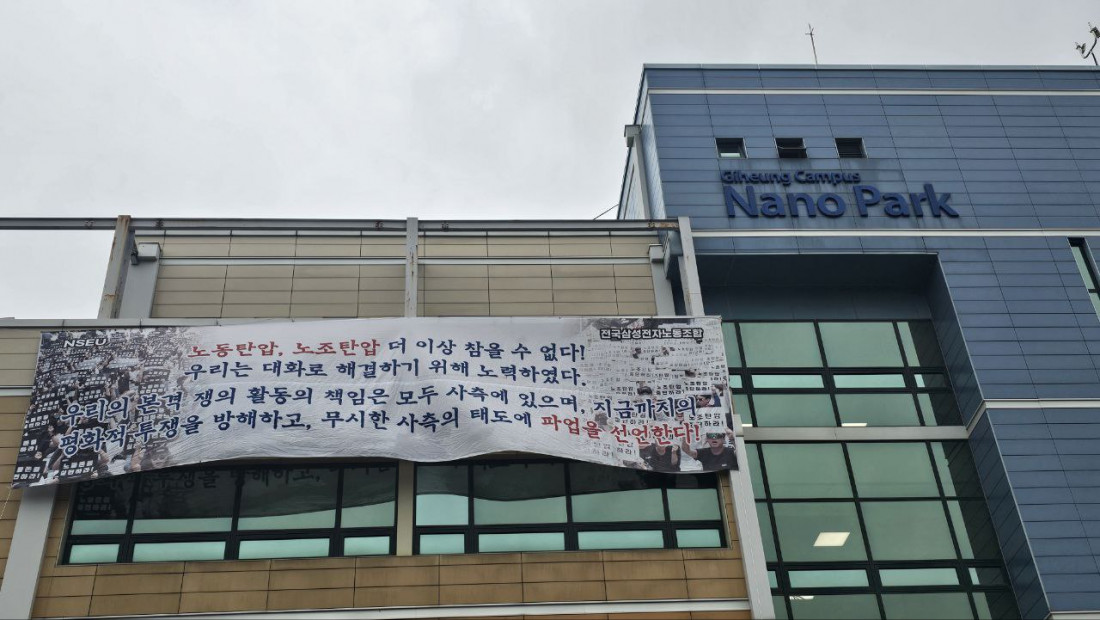 Giheung Campus
Nano Park
NSEU
전국삼성전자노동조합
노동탄압, 노조탄압 더 이상 참을 수 없다!
우리는 대화로 해결하기 위해 노력하였다.
우리의 본격 쟁의 활동의 책임은 모두 사측에 있으며, 지금까지의
평화적 투쟁을 방해하고, 무시한 사측의 태도에 파업을 선언한다!